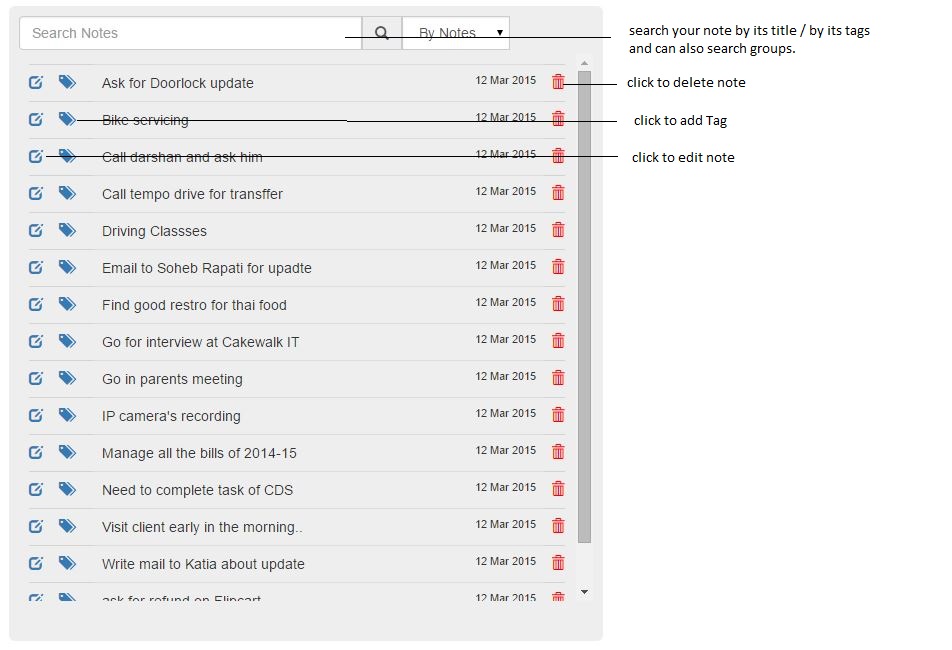 Search Notes By Notes
search your note by its title / by its tags
and can also search groups.
Ask for Doorlock update 12 Mar 2015 click to delete note
Bike servicing 12 Mar 2015 click to add Tag
Call darshan and ask him 12 Mar 2015 click to edit note
Call tempo drive for transffer 12 Mar 2015
Driving Classses 12 Mar 2015
Email to Soheb Rapati for upadte 12 Mar 2015
Find good restro for thai food 12 Mar 2015
Go for interview at Cakewalk IT 12 Mar 2015
Go in parents meeting 12 Mar 2015
IP camera's recording 12 Mar 2015
Manage all the bills of 2014-15 12 Mar 2015
Need to complete task of CDS 12 Mar 2015
Visit client early in the morning.. 12 Mar 2015
Write mail to Katia about update 12 Mar 2015
ask for refund on Flipcart 12 Mar 2015